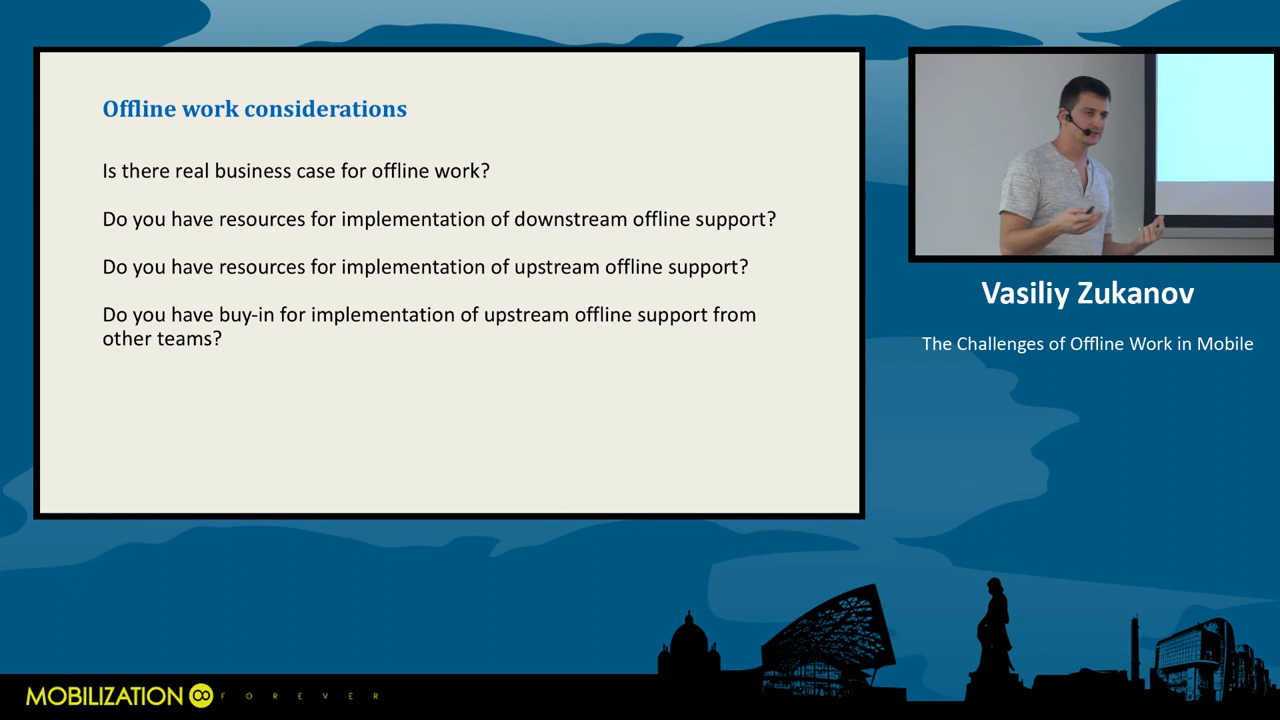 Offline work considerations
Is there real business case for offline work?
Do you have resources for implementation of downstream offline support?
Do you have resources for implementation of upstream offline support?
Do you have buy-in for implementation of upstream offline support from
other teams?
Vasiliy Zukanov
The Challenges of Offline Work in Mobile
MOBILIZATION 8 FOREVER